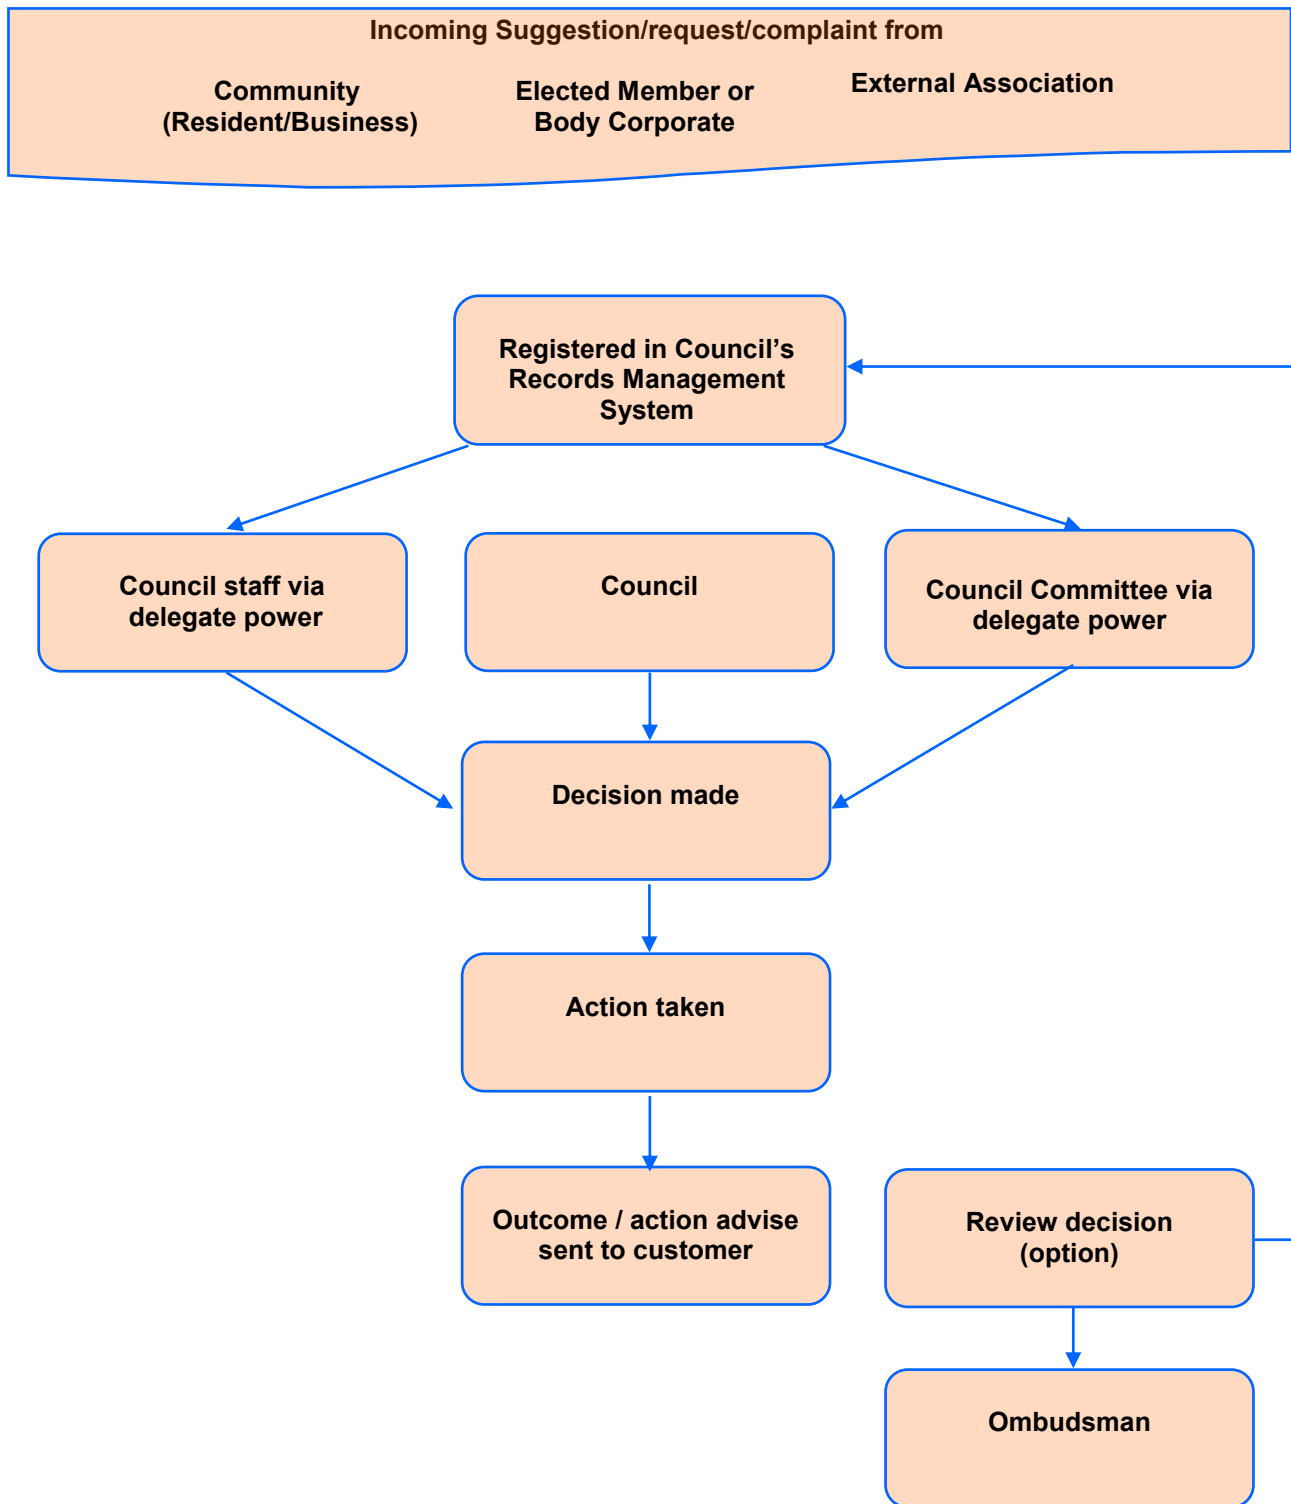 Incoming Suggestion/request/complaint from
Community
(Resident/Business)
Elected Member or
Body Corporate
External Association
Registered in Council’s
Records Management
System
Council staff via
delegate power
Council
Council Committee via
delegate power
Decision made
Action taken
Outcome / action advise
sent to customer
Review decision
(option)
Ombudsman